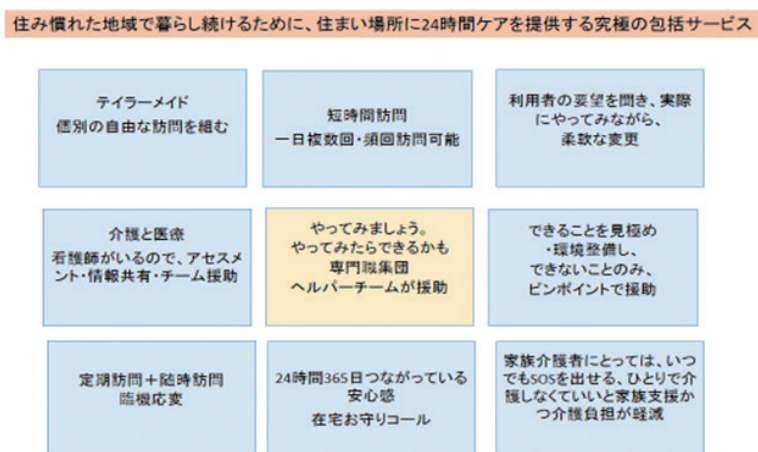 住み慣れた地域で暮らし続けるために、住まい場所に24時間ケアを提供する究極の包括サービス
テイラーメイド
個別の自由な訪問を組む
短時間訪問
一日複数回・頻回訪問可能
利用者の要望を聞き、実際
にやってみながら、
柔軟な変更
介護と医療
看護師がいるので、アセスメ
ント・情報共有・チーム援助
やってみましょう。
やってみたらできるかも
専門職集団
ヘルパーチームが援助
できることを見極め
・環境整備し、
できないことのみ、
ピンポイントで援助
定期訪問＋随時訪問
臨機応変
24時間365日つながっている
安心感
在宅お守りコール
家族介護者にとっては、いつ
でもSOSを出せる、ひとりで介
護しなくていいと家族支援か
つ介護負担が軽減